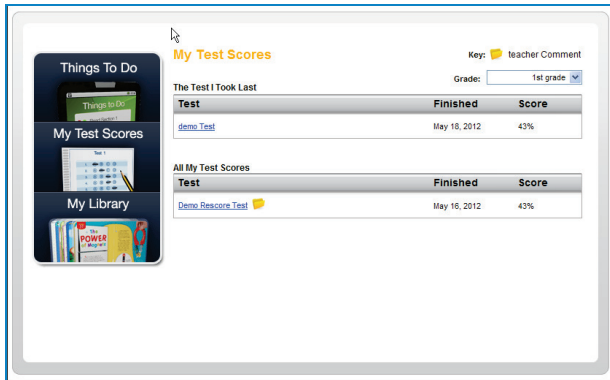 My Test Scores
Key: teacher Comment
Grade: 1st grade
Things To Do
Things to Do
My Test Scores
Test 1
My Library
The
POWER
of Magnets
The Test I Took Last
Test Finished Score
demo Test May 18, 2012 43%
All My Test Scores
Test Finished Score
Demo Rescore Test May 16, 2012 43%